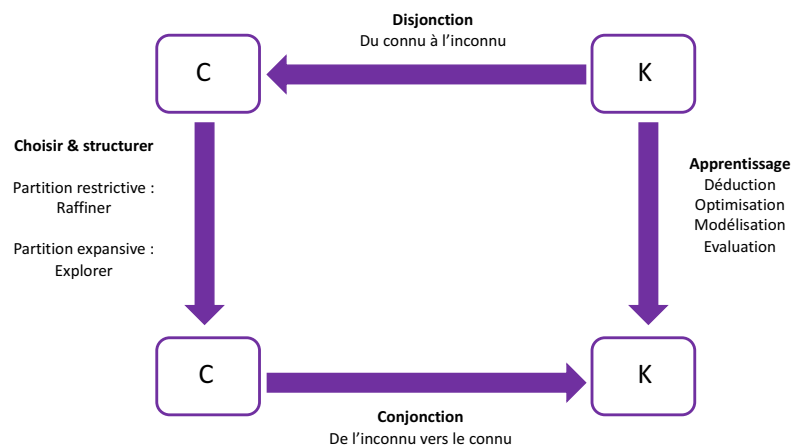 Disjonction
Du connu à l'inconnu
C
K
Choisir & structurer
Partition restrictive :
Raffiner
Partition expansive :
Explorer
Apprentissage
Déduction
Optimisation
Modélisation
Evaluation
C
K
Conjonction
De l'inconnu vers le connu